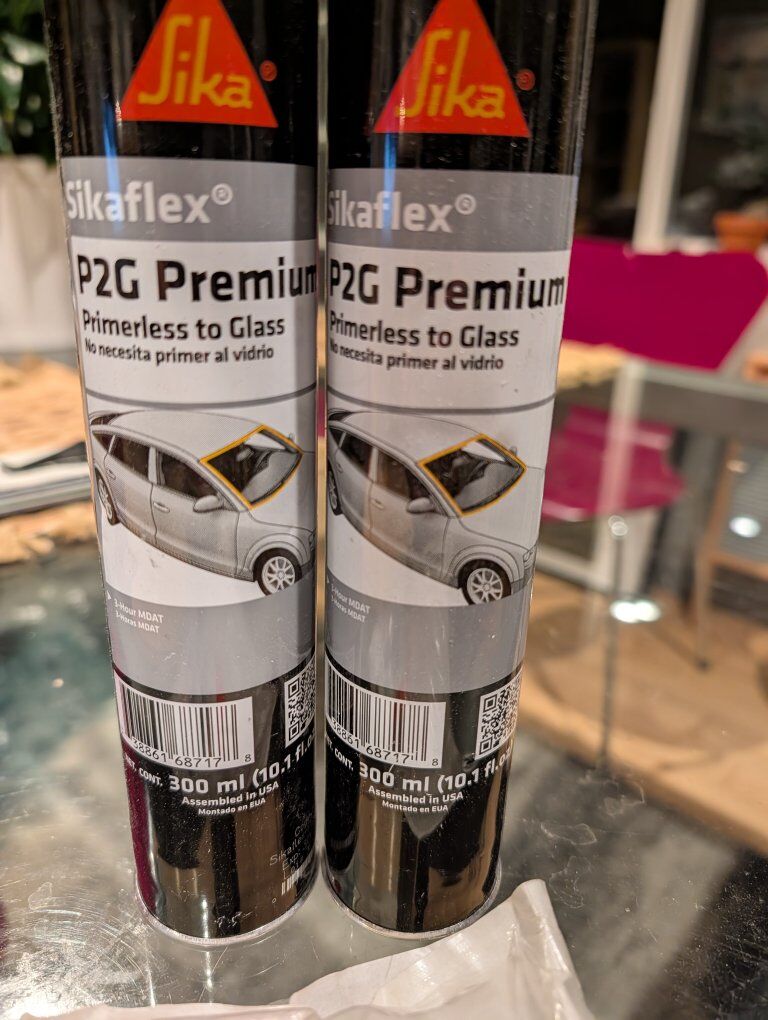 Sika
Sikaflex®
P2G Premium
Primerless to Glass
No necesita primer al vidrio
3-Hour MDAT
3-Horas MDAT
68717 8
300 ml (10.1 fl.
Assembled in USA
Montado en EUA
Exp
Sika
Sikaflex®
P2G Premium
Primerless to Glass
No necesita primer al vidrio
3-Hour MDAT
3-Horas MDAT
68717 8
CONT. 300 ml (10.1 fl.
Assembled in USA
Montado en EUA